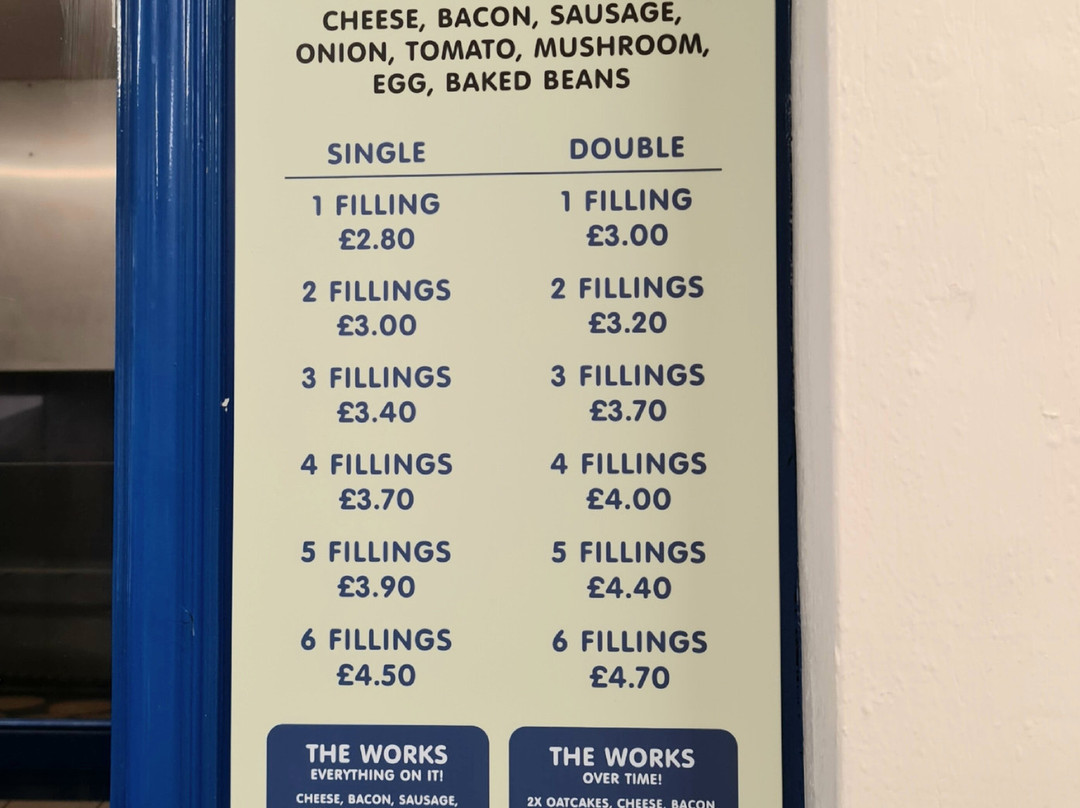 CHEESE, BACON, SAUSAGE,
ONION, TOMATO, MUSHROOM,
EGG, BAKED BEANS
SINGLE
1 FILLING
£2.80
2 FILLINGS
£3.00
3 FILLINGS
£3.40
4 FILLINGS
£3.70
5 FILLINGS
£3.90
6 FILLINGS
£4.50
DOUBLE
1 FILLING
£3.00
2 FILLINGS
£3.20
3 FILLINGS
£3.70
4 FILLINGS
£4.00
5 FILLINGS
£4.40
6 FILLINGS
£4.70
THE WORKS
EVERYTHING ON IT!
CHEESE, BACON, SAUSAGE,
THE WORKS
OVER TIME!
2X OATCAKES, CHEESE, BACON